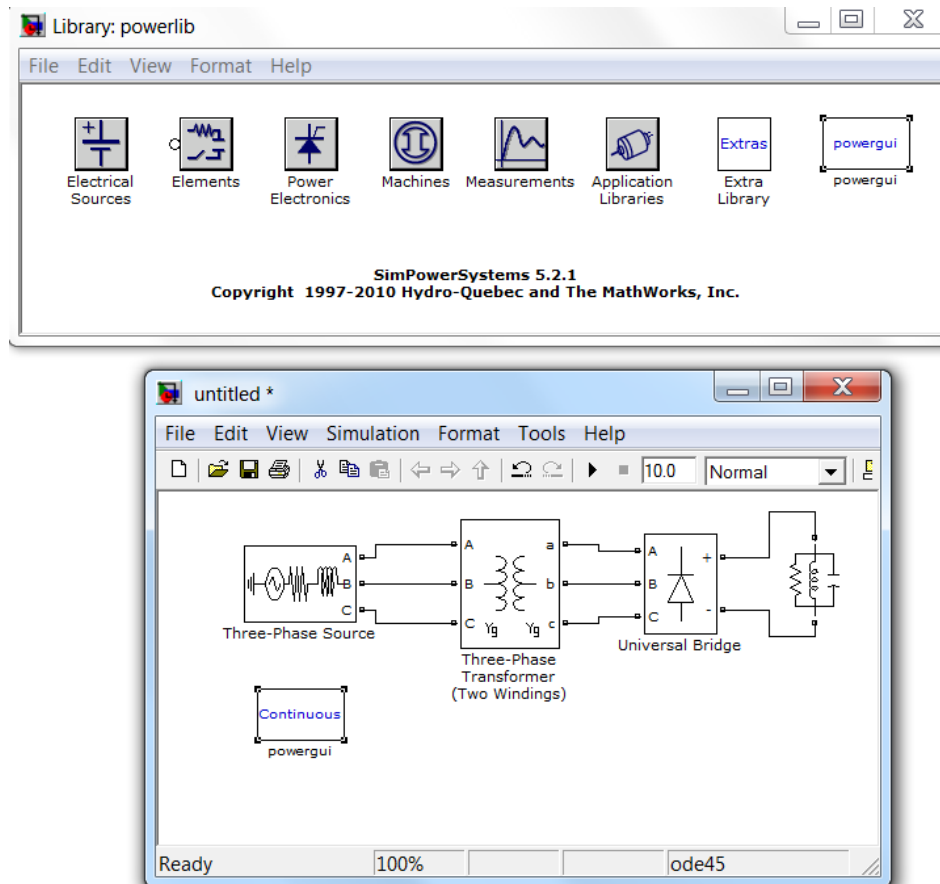 Library: powerlib
File Edit View Format Help
Extras
powergui
Electrical
Sources
Elements
Power
Electronics
Machines
Measurements
Application
Libraries
Extra
Library
powergui
SimPowerSystems 5.2.1
Copyright 1997-2010 Hydro-Quebec and The MathWorks, Inc.
untitled *
File Edit View Simulation Format Tools Help
10.0 Normal
A
B
C
Three-Phase Source
A a
B b
C Yg Yg c
Three-Phase
Transformer
(Two Windings)
A +
B
C -
Universal Bridge
Continuous
powergui
Ready 100% ode45